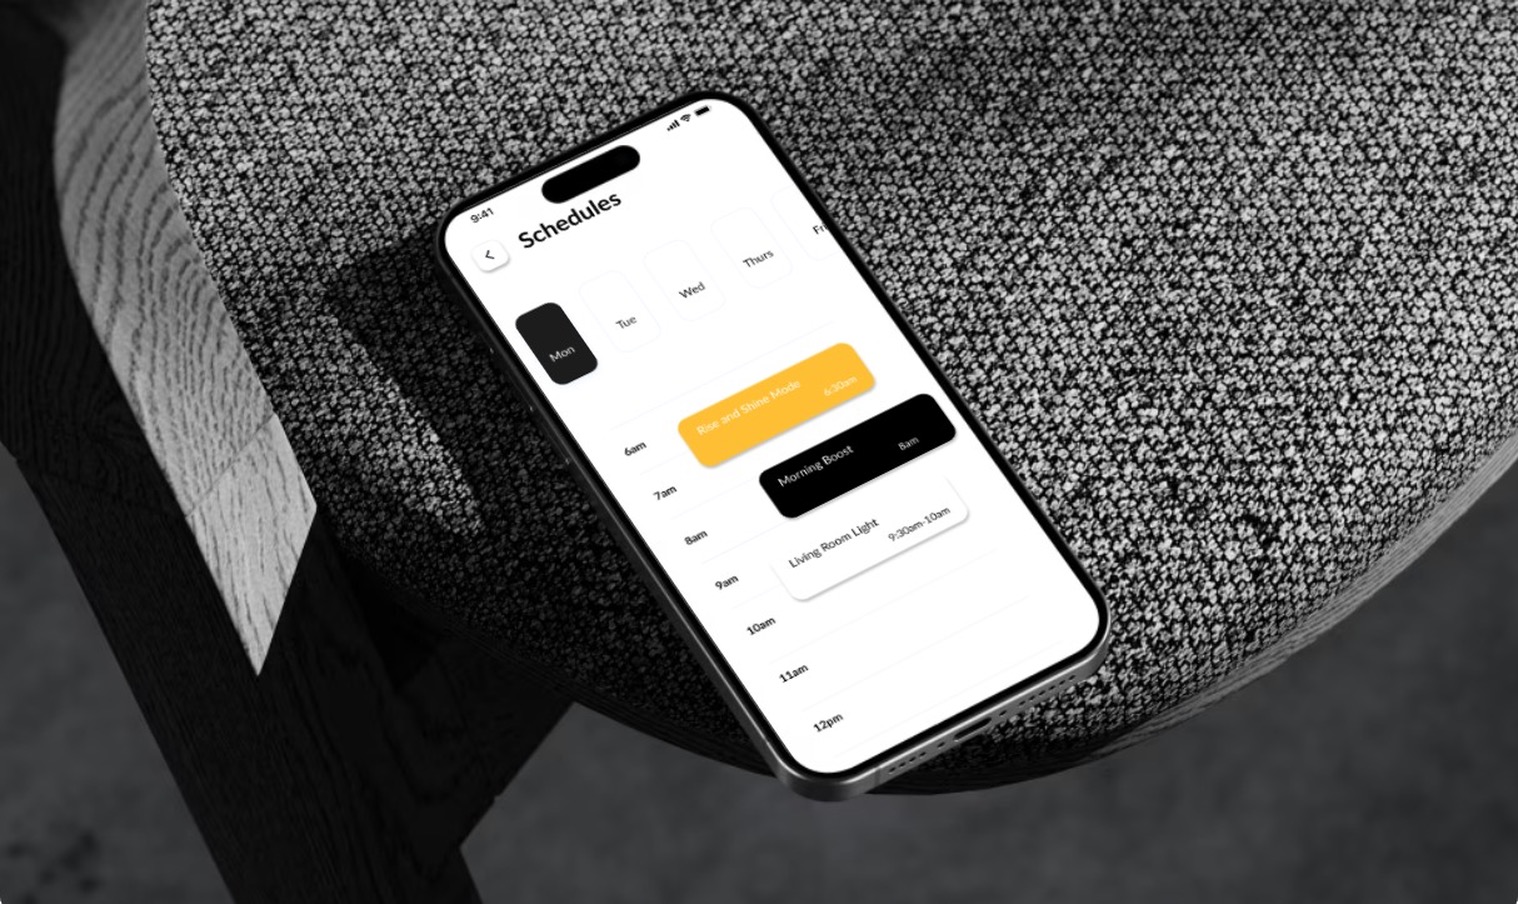 9:41
Schedules
Mon
Tue
Wed
Thurs
Rise and Shine Mode
6:30am
6am
Morning Boost
8am
7am
8am
Living Room Light
9:30am-10am
9am
10am
11am
12pm